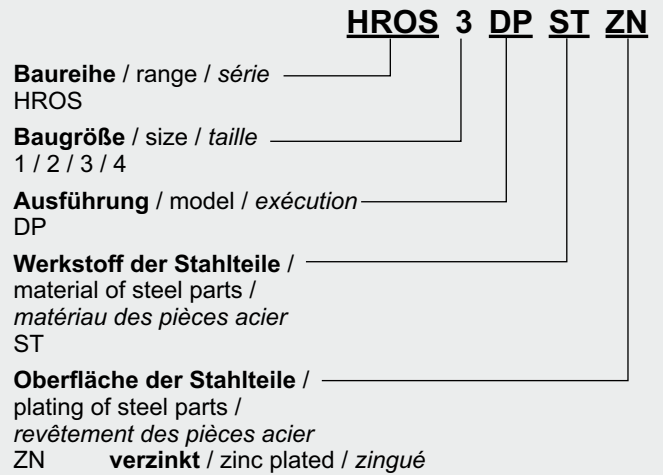 HROS 3 DP ST ZN
Baureihe / range / série
HROS
Baugröße / size / taille
1 / 2 / 3 / 4
Ausführung / model / exécution
DP
Werkstoff der Stahlteile /
material of steel parts /
matériau des pièces acier
ST
Oberfläche der Stahlteile /
plating of steel parts /
revêtement des pièces acier
ZN verzinkt / zinc plated / zingué